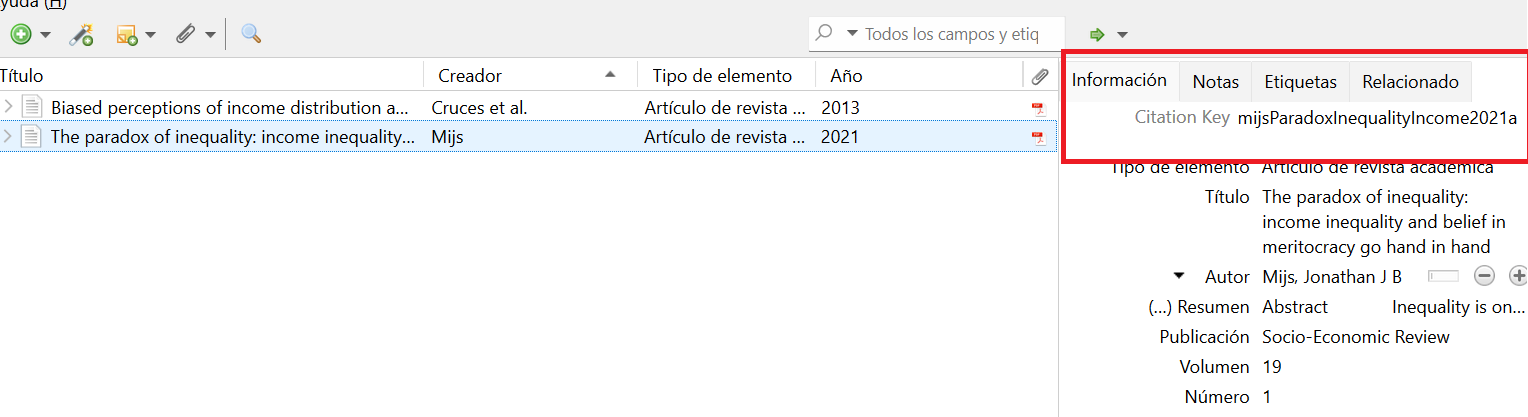 yuda (H)
Todos los campos y etiq
Título Creador Tipo de elemento Año
Biased perceptions of income distribution a... Cruces et al. Artículo de revista ... 2013
The paradox of inequality: income inequality... Mijs Artículo de revista ... 2021
Información Notas Etiquetas Relacionado
Citation Key mijsParadoxInequalityIncome2021a
Tipo de elemento Artículo de revista académica
Título The paradox of inequality:
income inequality and belief in
meritocracy go hand in hand
Autor Mijs, Jonathan J B
(...) Resumen Abstract Inequality is on...
Publicación Socio-Economic Review
Volumen 19
Número 1